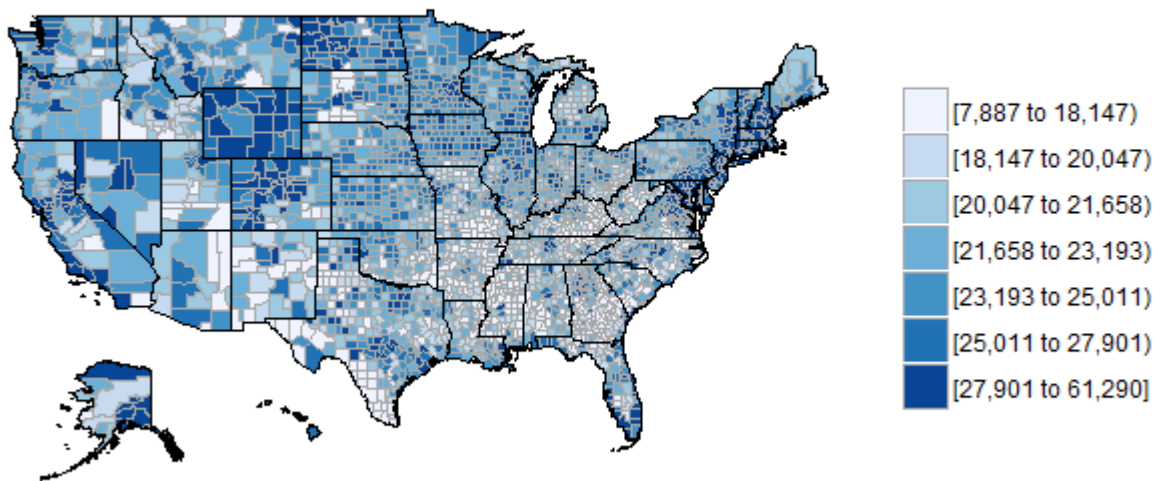 [7,887 to 18,147)
[18,147 to 20,047)
[20,047 to 21,658)
[21,658 to 23,193)
[23,193 to 25,011)
[25,011 to 27,901)
[27,901 to 61,290]